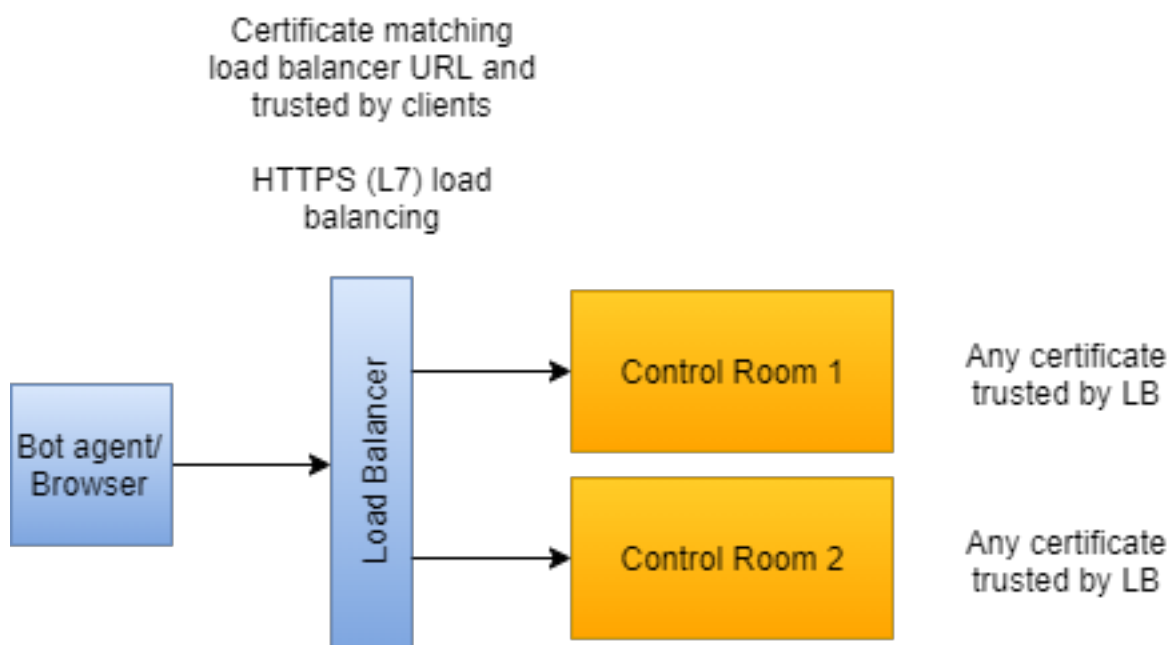 Certificate matching
load balancer URL and
trusted by clients
HTTPS (L7) load
balancing
Bot agent/
Browser
Load Balancer
Control Room 1
Any certificate
trusted by LB
Control Room 2
Any certificate
trusted by LB